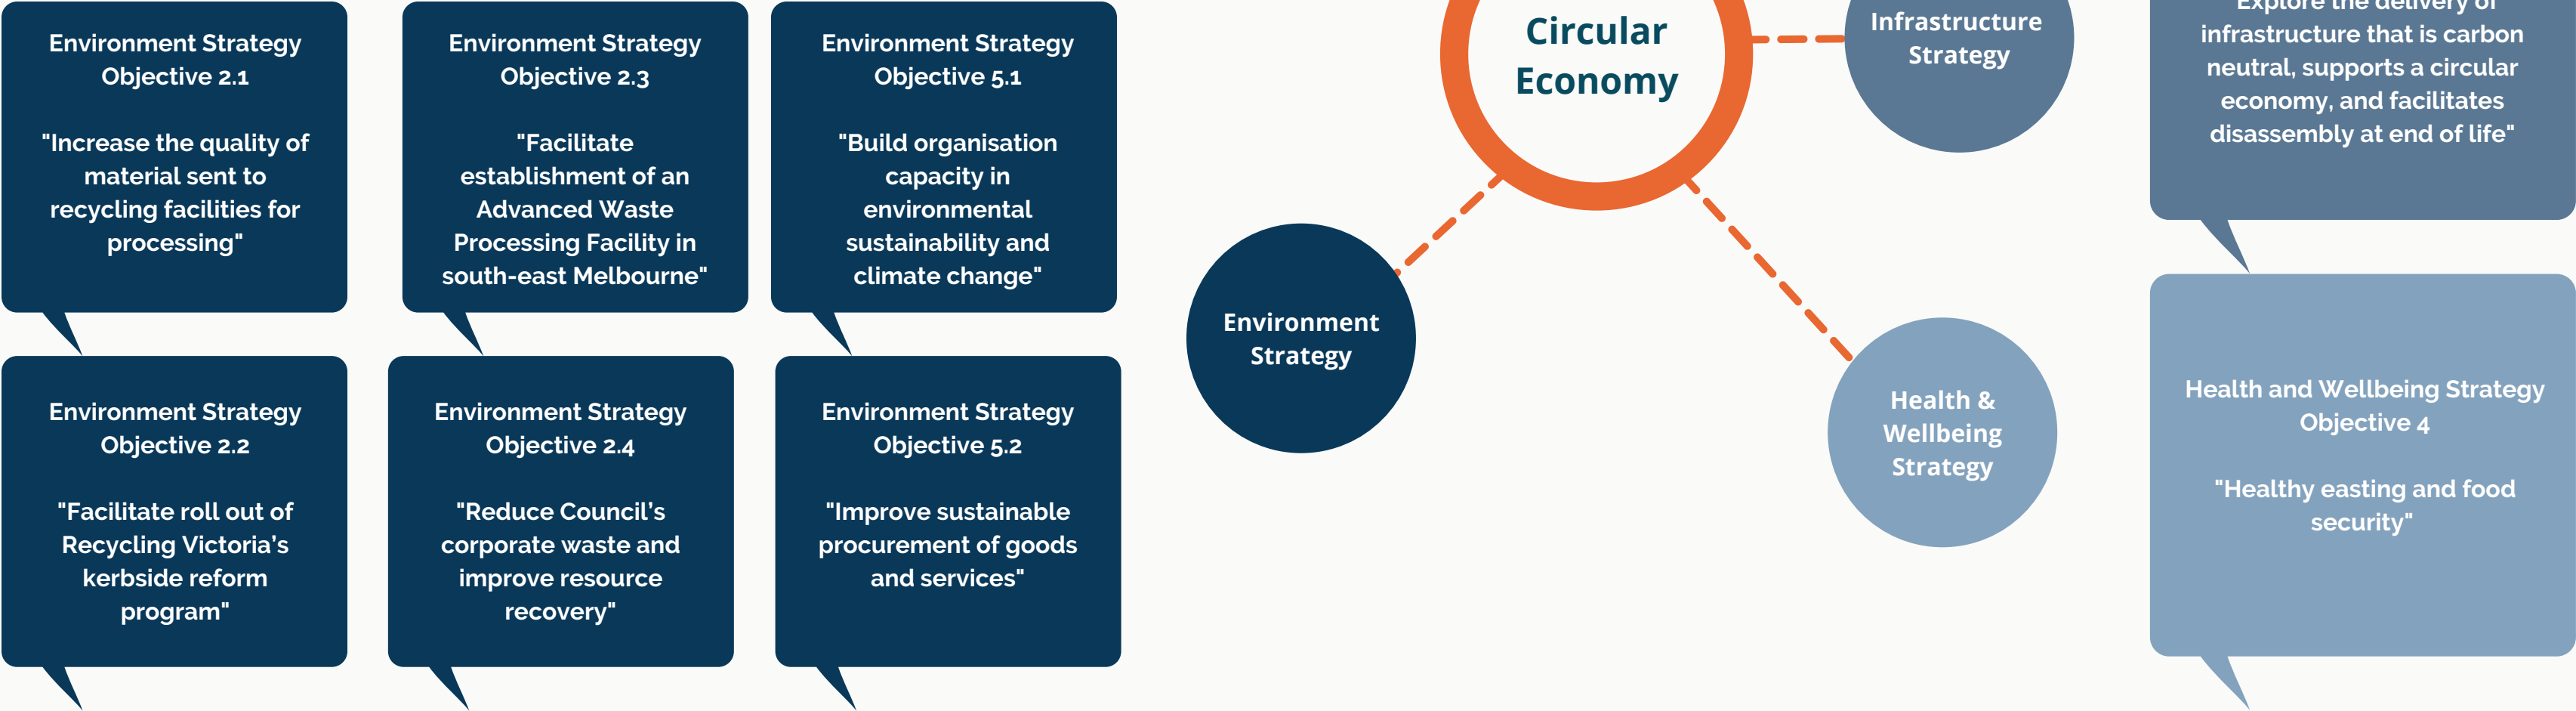 Environment Strategy
Objective 2.1
"Increase the quality of
material sent to
recycling facilities for
processing"
Environment Strategy
Objective 2.3
"Facilitate
establishment of an
Advanced Waste
Processing Facility in
south-east Melbourne"
Environment Strategy
Objective 5.1
"Build organisation
capacity in
environmental
sustainability and
climate change"
Environment Strategy
Objective 2.2
"Facilitate roll out of
Recycling Victoria’s
kerbside reform
program"
Environment Strategy
Objective 2.4
"Reduce Council’s
corporate waste and
improve resource
recovery"
Environment Strategy
Objective 5.2
"Improve sustainable
procurement of goods
and services"
Circular
Economy
Infrastructure
Strategy
Environment
Strategy
Health &
Wellbeing
Strategy
"Explore the delivery of
infrastructure that is carbon
neutral, supports a circular
economy, and facilitates
disassembly at end of life"
Health and Wellbeing Strategy
Objective 4
"Healthy easting and food
security"